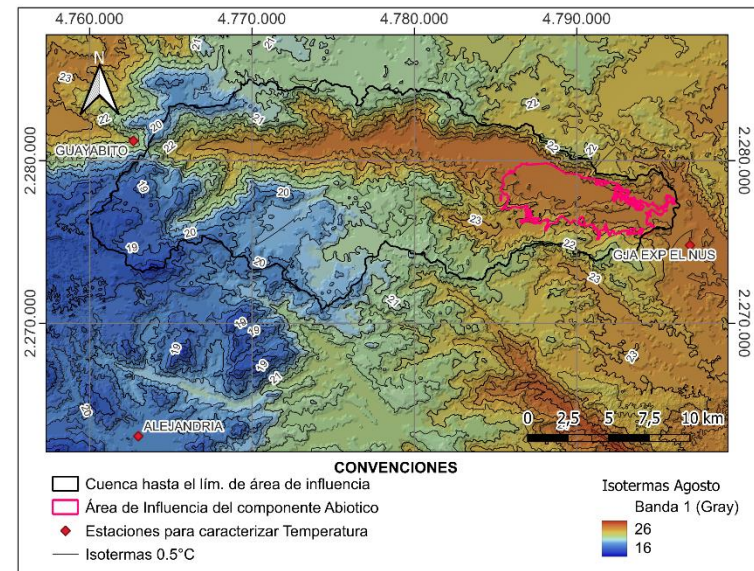 4.760.000 4.770.000 4.780.000 4.790.000
23
21
21
N
22
20
21
22
GUAYABITO
22
22
22
2.280.000 2.280.000
19
20
23
19
20
22
GJA EXP EL NUS
20
23
21
2.270.000 2.270.000
19
19
19
21
23
20
ALEJANDRIA
0 2,5 5 7,5 10 km
CONVENCIONES
Cuenca hasta el lím. de área de influencia
Área de Influencia del componente Abiotico
Estaciones para caracterizar Temperatura
Isotermas 0.5°C
Isotermas Agosto
Banda 1 (Gray)
26
16